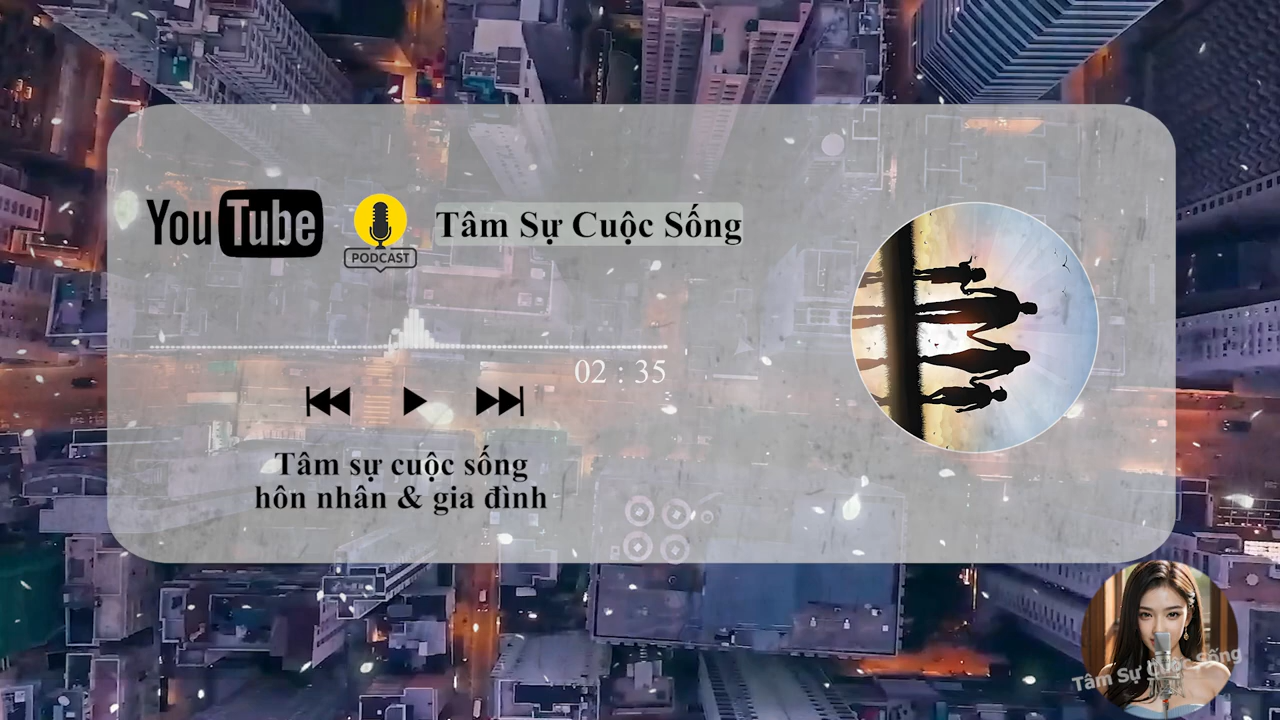 YouTube
PODCAST
Tâm Sự Cuộc Sống
02 : 35
Tâm sự cuộc sống
hôn nhân & gia đình
Tâm Sự Cuộc Sống